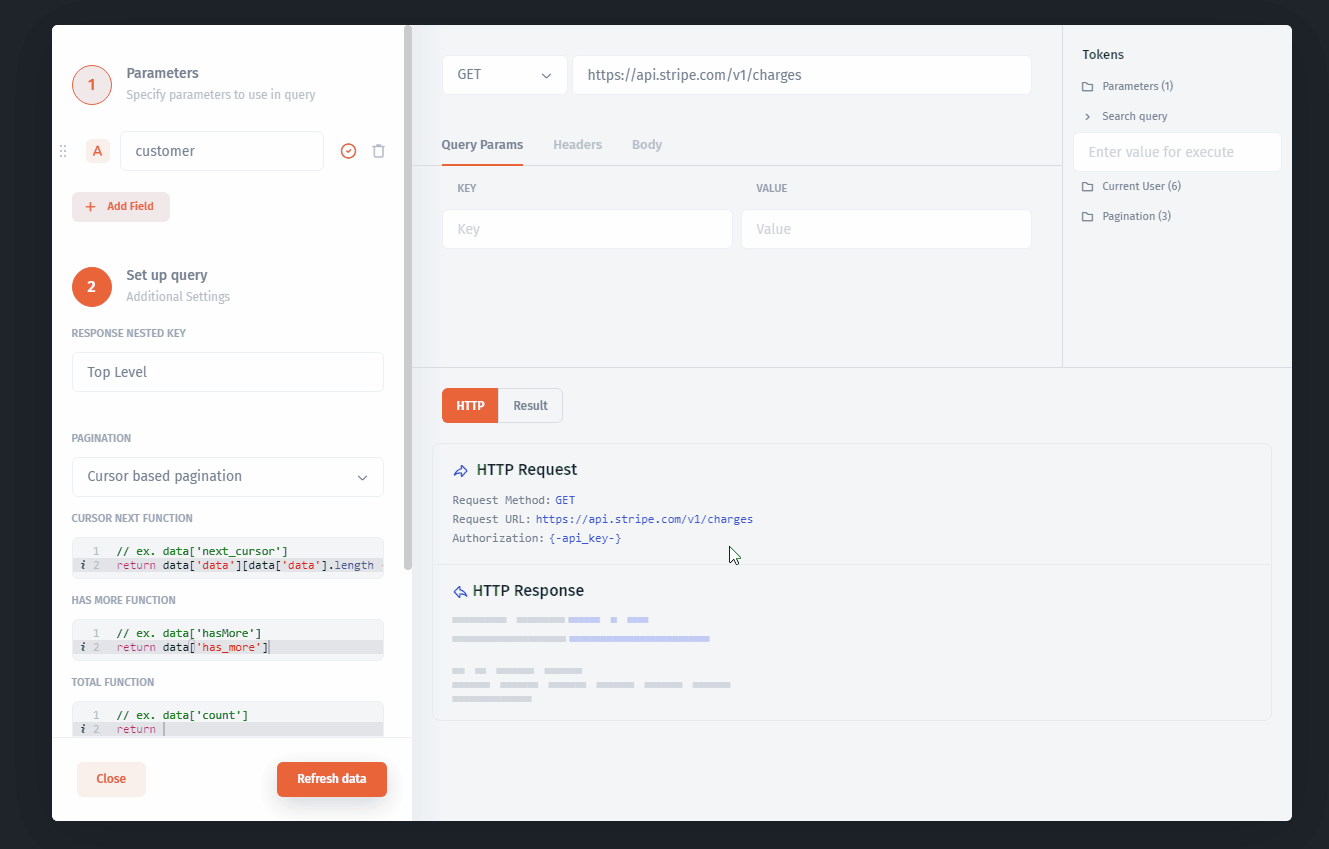 1
Parameters
Specify parameters to use in query
A
customer
+ Add Field
2
Set up query
Additional Settings
RESPONSE NESTED KEY
Top Level
PAGINATION
Cursor based pagination
CURSOR NEXT FUNCTION
1 // ex. data['next_cursor']
i 2 return data['data'][data['data'].length
HAS MORE FUNCTION
1 // ex. data['hasMore']
i 2 return data['has_more']
TOTAL FUNCTION
1 // ex. data['count']
i 2 return
Close
Refresh data
GET
https://api.stripe.com/v1/charges
Query Params
Headers
Body
KEY
VALUE
Key
Value
Tokens
Parameters (1)
Search query
Enter value for execute
Current User (6)
Pagination (3)
HTTP
Result
HTTP Request
Request Method: GET
Request URL: https://api.stripe.com/v1/charges
Authorization: {-api_key-}
HTTP Response